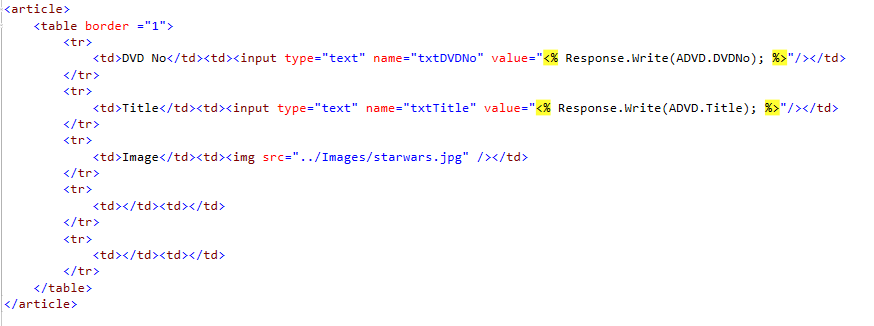 <article>
<table border ="1">
<tr>
<td>DVD No</td><td><input type="text" name="txtDVDNo" value="<% Response.Write(ADVD.DVDNo); %>"/></td>
</tr>
<tr>
<td>Title</td><td><input type="text" name="txtTitle" value="<% Response.Write(ADVD.Title); %>"/></td>
</tr>
<tr>
<td>Image</td><td><img src="../Images/starwars.jpg" /></td>
</tr>
<tr>
<td></td><td></td>
</tr>
<tr>
<td></td><td></td>
</tr>
</table>
</article>